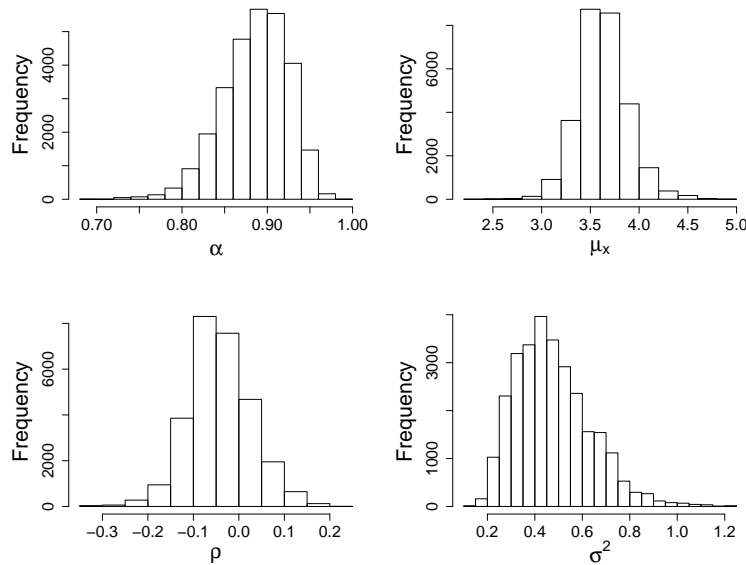 Frequency
0 2000 4000
0.70 0.80 0.90 1.00
α
Frequency
0 2000 6000
2.5 3.0 3.5 4.0 4.5 5.0
μx
Frequency
0 2000 6000
−0.3 −0.2 −0.1 0.0 0.1 0.2
ρ
Frequency
0 1000 3000
0.2 0.4 0.6 0.8 1.0 1.2
σ2